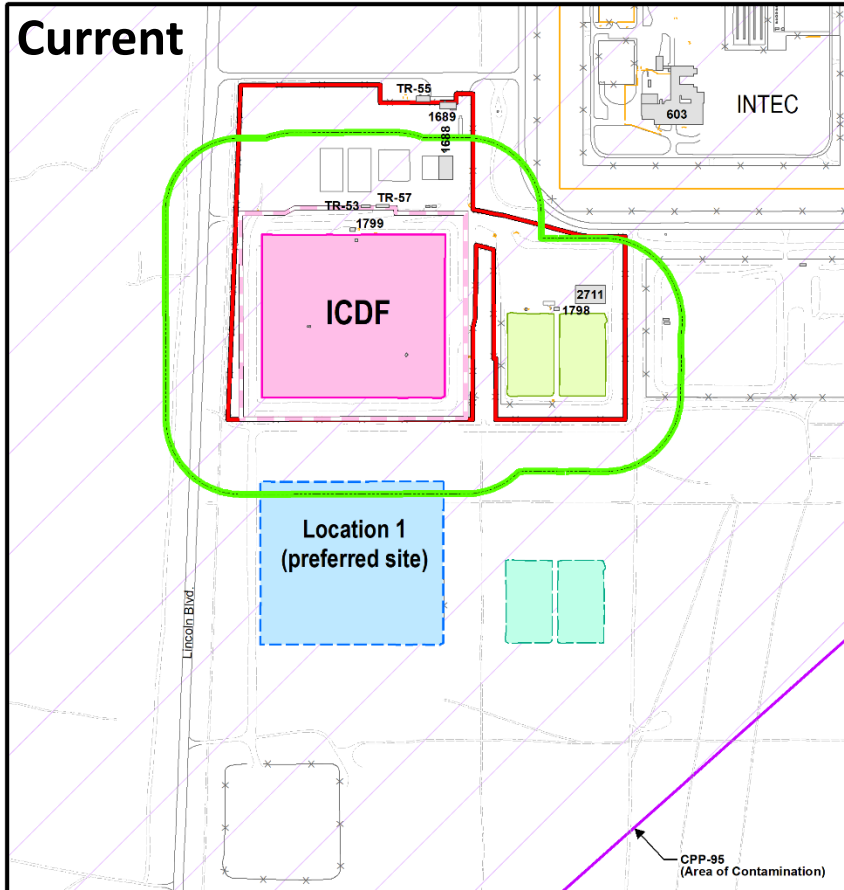 Current
TR-55
1689
1688
603
INTEC
TR-53
TR-57
1799
ICDF
2711
1798
Location 1
(preferred site)
Lincoln Blvd.
CPP-95
(Area of Contamination)